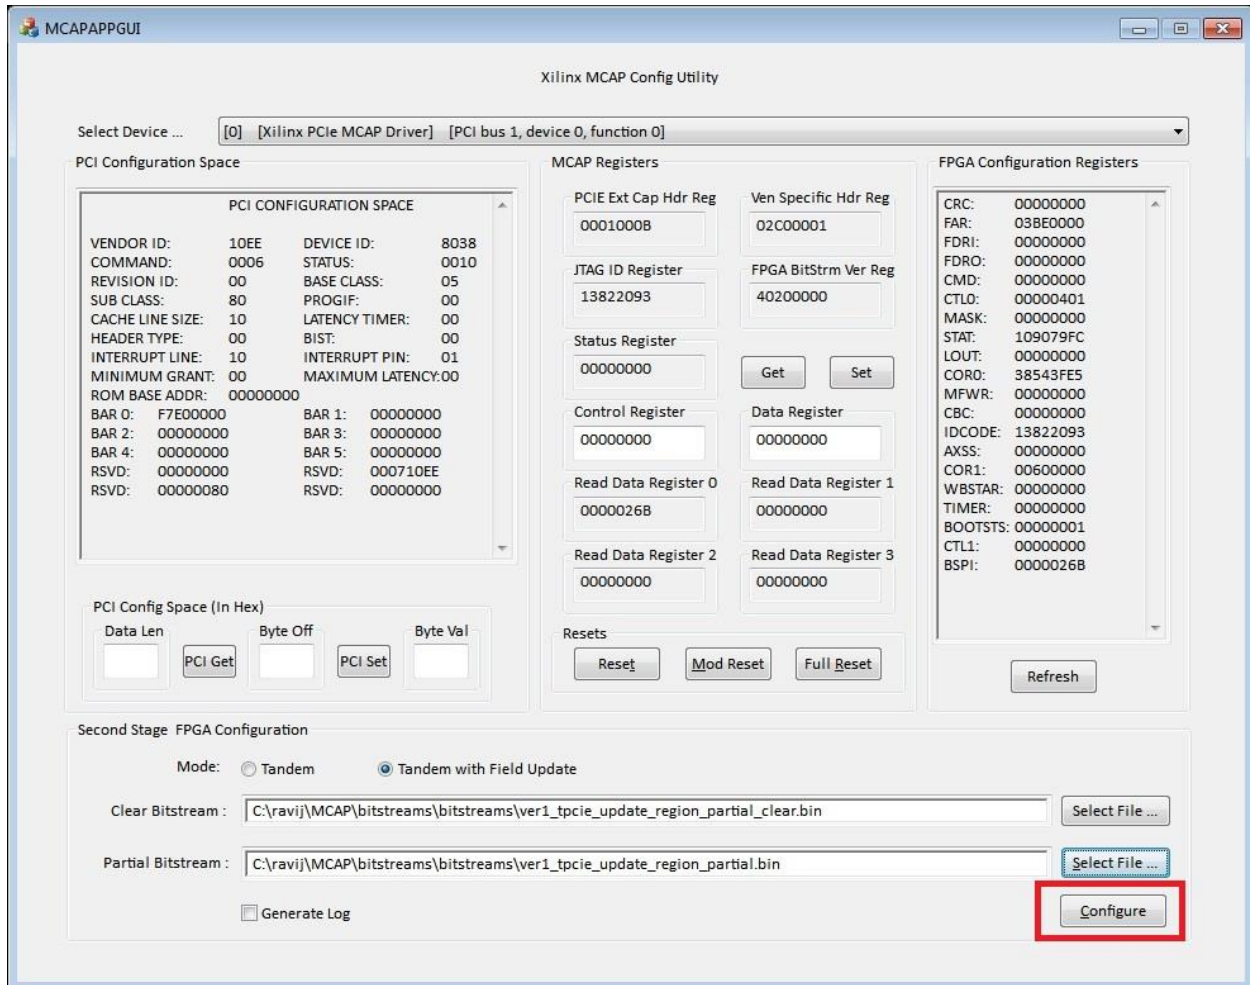 MCAPAPPGUI
Xilinx MCAP Config Utility
Select Device ... [0] [Xilinx PCIe MCAP Driver] [PCI bus 1, device 0, function 0]
PCI Configuration Space
PCI CONFIGURATION SPACE
VENDOR ID: 10EE DEVICE ID: 8038
COMMAND: 0006 STATUS: 0010
REVISION ID: 00 BASE CLASS: 05
SUB CLASS: 80 PROGIF: 00
CACHE LINE SIZE: 10 LATENCY TIMER: 00
HEADER TYPE: 00 BIST: 00
INTERRUPT LINE: 10 INTERRUPT PIN: 01
MINIMUM GRANT: 00 MAXIMUM LATENCY:00
ROM BASE ADDR: 00000000
BAR 0: F7E00000 BAR 1: 00000000
BAR 2: 00000000 BAR 3: 00000000
BAR 4: 00000000 BAR 5: 00000000
RSVD: 00000000 RSVD: 000710EE
RSVD: 00000080 RSVD: 00000000
PCI Config Space (In Hex)
Data Len Byte Off Byte Val
PCI Get PCI Set
MCAP Registers
PCIE Ext Cap Hdr Reg Ven Specific Hdr Reg
0001000B 02C00001
JTAG ID Register FPGA BitStrm Ver Reg
13822093 40200000
Status Register
00000000 Get Set
Control Register Data Register
00000000 00000000
Read Data Register 0 Read Data Register 1
0000026B 00000000
Read Data Register 2 Read Data Register 3
00000000 00000000
Resets
Reset Mod Reset Full Reset
FPGA Configuration Registers
CRC: 00000000
FAR: 03BE0000
FDRI: 00000000
FDRO: 00000000
CMD: 00000000
CTL0: 00000401
MASK: 00000000
STAT: 109079FC
LOUT: 00000000
COR0: 38543FE5
MFWR: 00000000
CBC: 00000000
IDCODE: 13822093
AXSS: 00000000
COR1: 00600000
WBSTAR: 00000000
TIMER: 00000000
BOOTSTS: 00000001
CTL1: 00000000
BSPI: 0000026B
Refresh
Second Stage FPGA Configuration
Mode: Tandem Tandem with Field Update
Clear Bitstream : C:\ravij\MCAP\bitstreams\bitstreams\ver1_tpcie_update_region_partial_clear.bin Select File ...
Partial Bitstream : C:\ravij\MCAP\bitstreams\bitstreams\ver1_tpcie_update_region_partial.bin Select File ...
Generate Log Configure